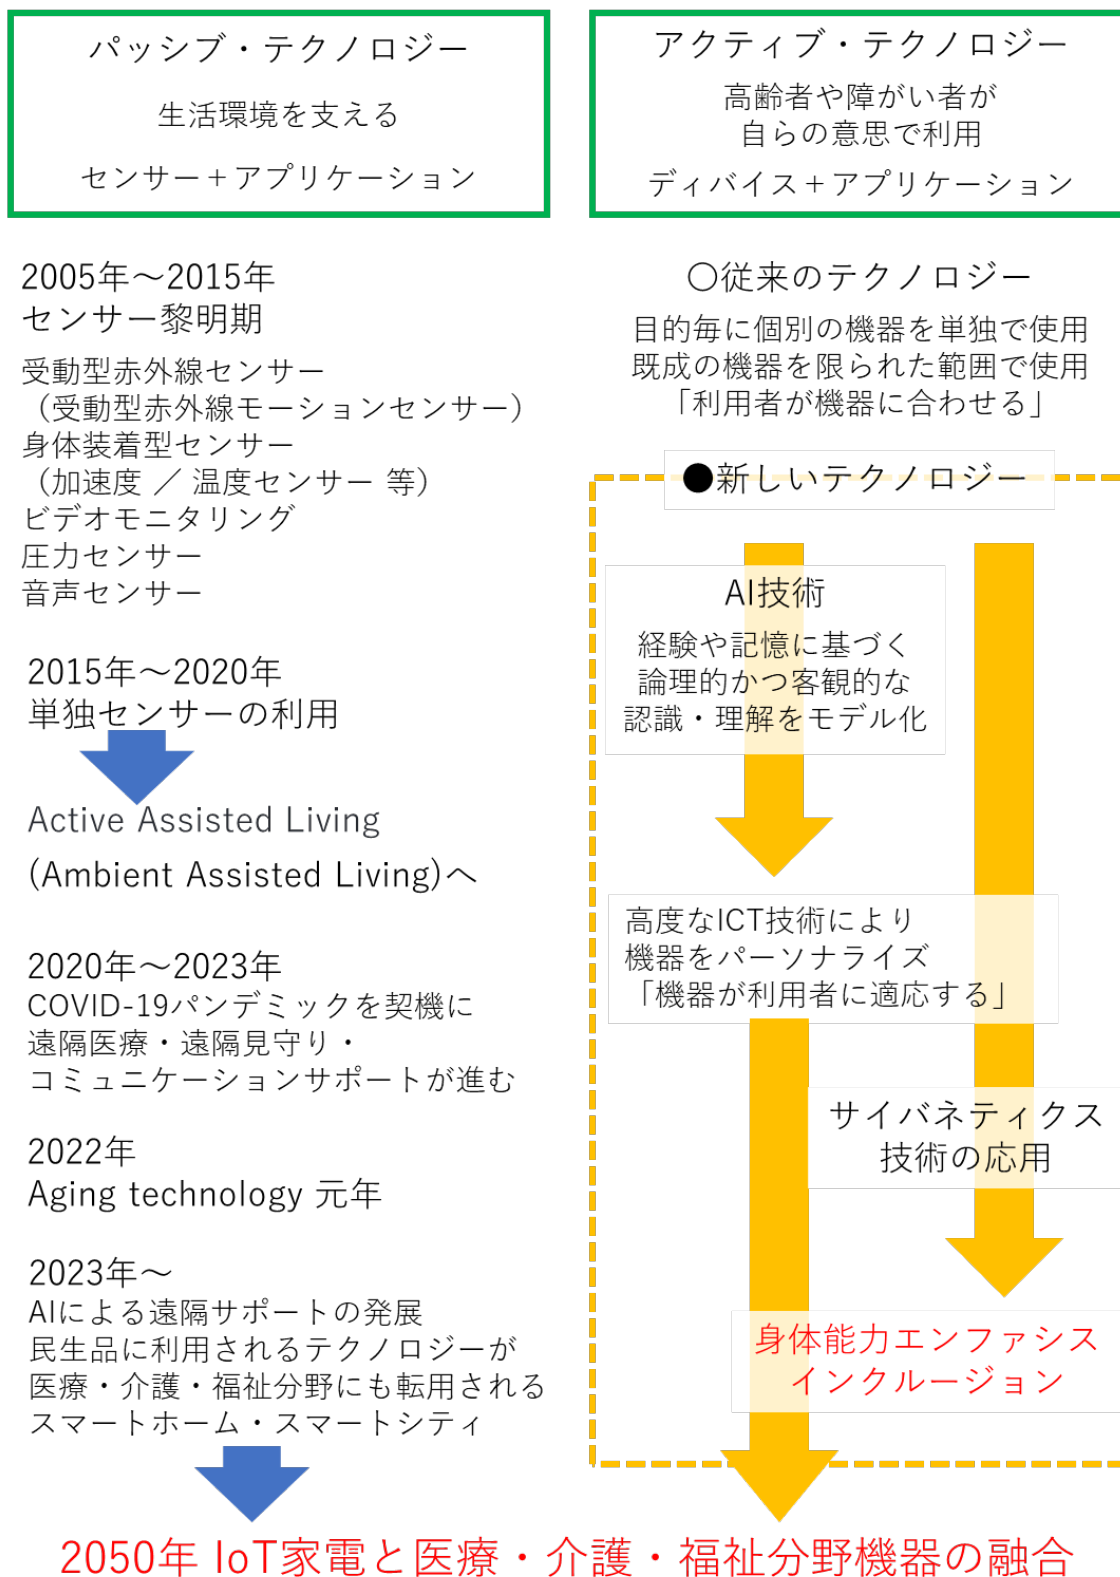 パッシブ・テクノロジー
生活環境を支える
センサー＋アプリケーション
アクティブ・テクノロジー
高齢者や障がい者が
自らの意思で利用
ディバイス＋アプリケーション
2005年～2015年
センサー黎明期
受動型赤外線センサー
（受動型赤外線モーションセンサー）
身体装着型センサー
（加速度 ／ 温度センサー 等）
ビデオモニタリング
圧力センサー
音声センサー
2015年～2020年
単独センサーの利用
Active Assisted Living
(Ambient Assisted Living)へ
2020年～2023年
COVID-19パンデミックを契機に
遠隔医療・遠隔見守り・
コミュニケーションサポートが進む
2022年
Aging technology 元年
2023年～
AIによる遠隔サポートの発展
民生品に利用されるテクノロジーが
医療・介護・福祉分野にも転用される
スマートホーム・スマートシティ
〇従来のテクノロジー
目的毎に個別の機器を単独で使用
既成の機器を限られた範囲で使用
「利用者が機器に合わせる」
●新しいテクノロジー
AI技術
経験や記憶に基づく
論理的かつ客観的な
認識・理解をモデル化
高度なICT技術により
機器をパーソナライズ
「機器が利用者に適応する」
サイバネティクス
技術の応用
身体能力エンファシス
インクルージョン
2050年 IoT家電と医療・介護・福祉分野機器の融合